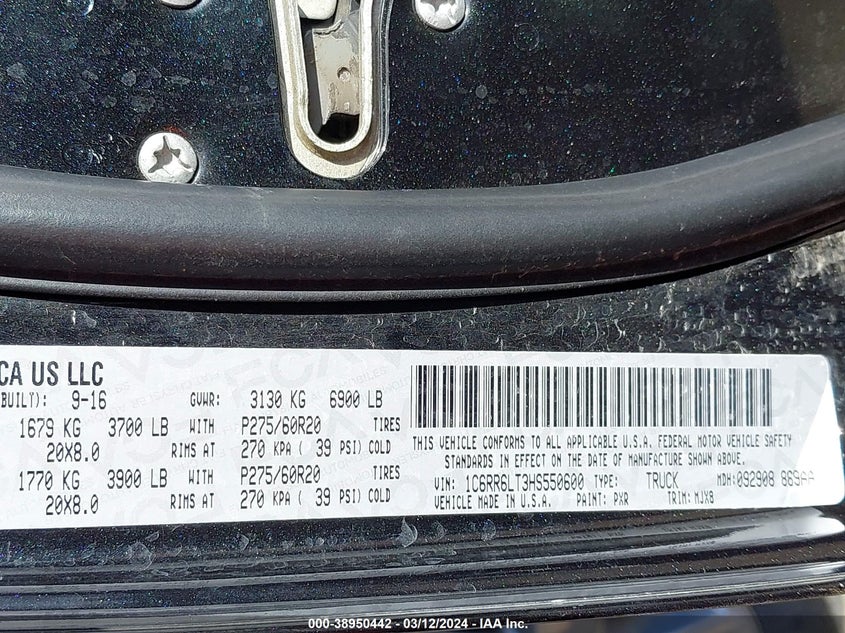 CA US LLC
BUILT): 9-16 GVWR: 3130 KG 6900 LB
1679 KG 3700 LB WITH P275/60R20 TIRES
20X8.0 RIMS AT 270 KPA ( 39 PSI) COLD
1770 KG 3900 LB WITH P275/60R20 TIRES
20X8.0 RIMS AT 270 KPA ( 39 PSI) COLD
THIS VEHICLE CONFORMS TO ALL APPLICABLE U.S.A. FEDERAL MOTOR VEHICLE SAFETY
STANDARDS IN EFFECT ON THE DATE OF MANUFACTURE SHOWN ABOVE.
VIN: 1C6RR6LT3HS550600 TYPE: TRUCK MDH: 092908 869AA
VEHICLE MADE IN U.S.A. PAINT: PXR TRIM: MJX8
000-38950442 - 03/12/2024 - IAA Inc.